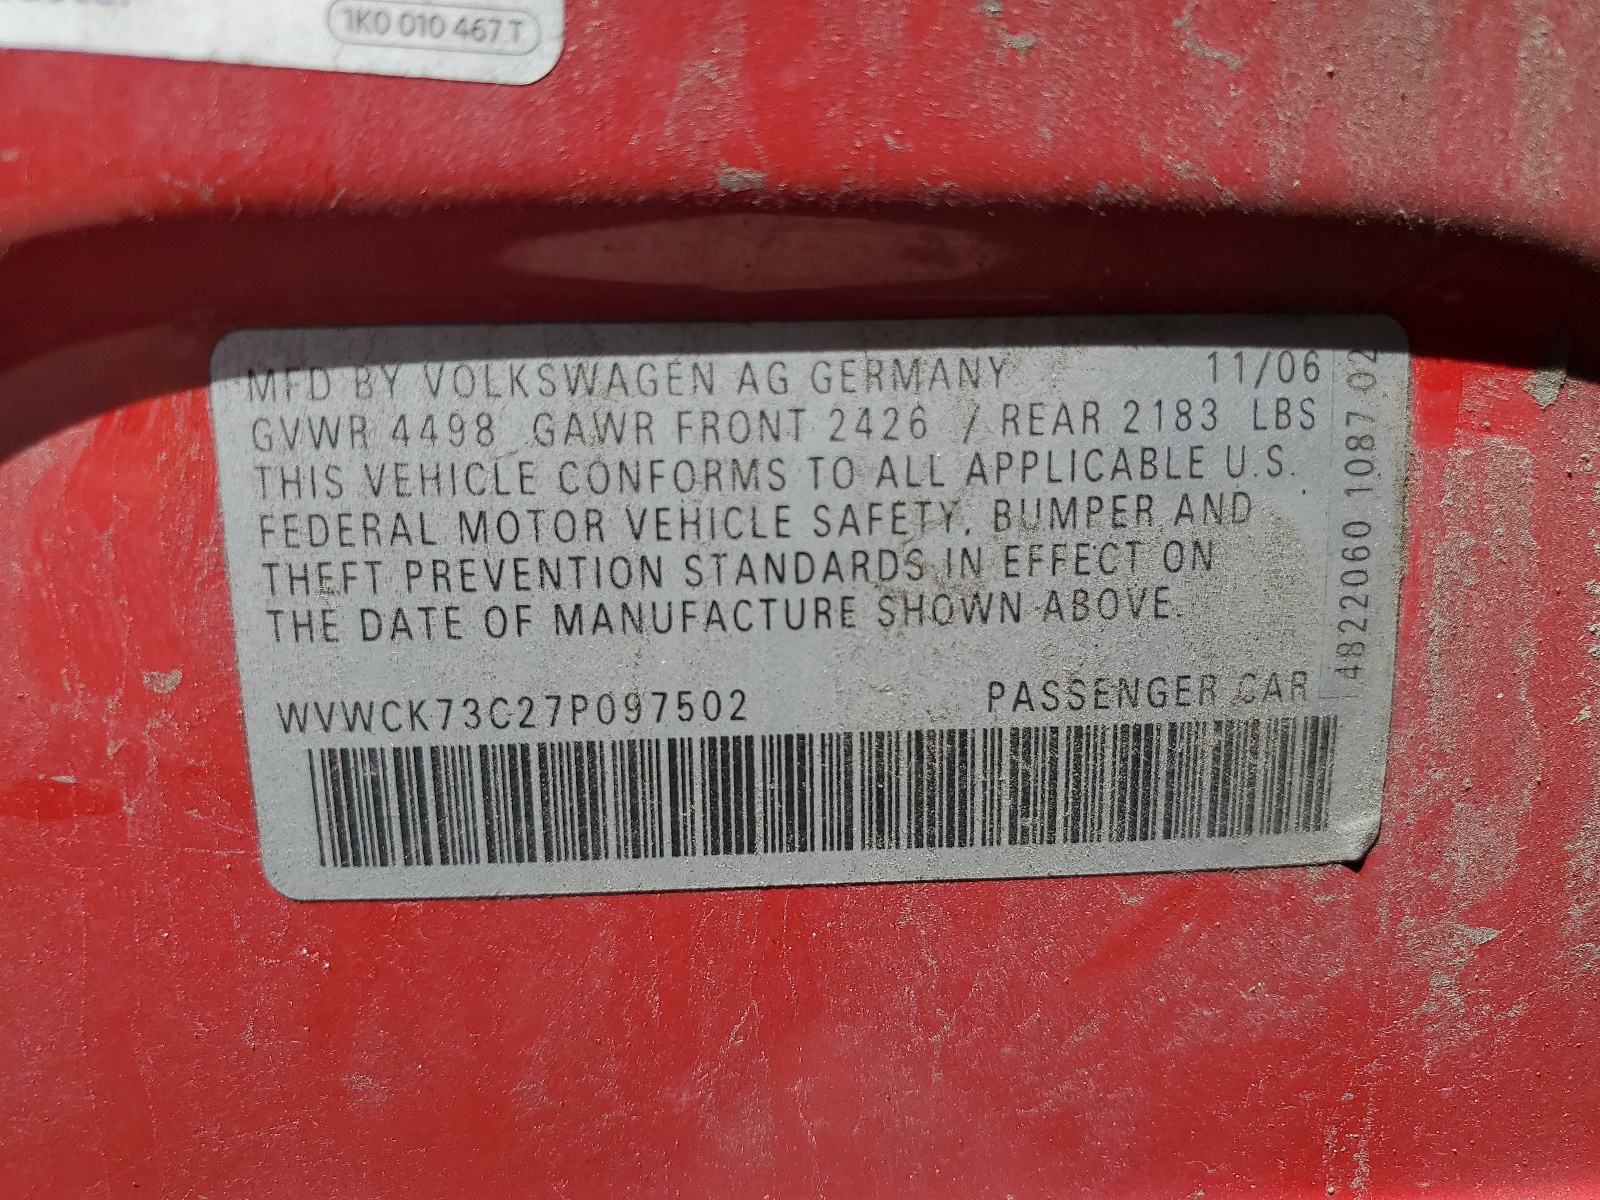 1K0 010 467 T
MFD BY VOLKSWAGEN AG GERMANY 11/06
GVWR 4498 GAWR FRONT 2426 / REAR 2183 LBS
THIS VEHICLE CONFORMS TO ALL APPLICABLE U.S.
FEDERAL MOTOR VEHICLE SAFETY, BUMPER AND
THEFT PREVENTION STANDARDS IN EFFECT ON
THE DATE OF MANUFACTURE SHOWN ABOVE.
WVWCK73C27P097502 PASSENGER CAR
4B22060 1087 02